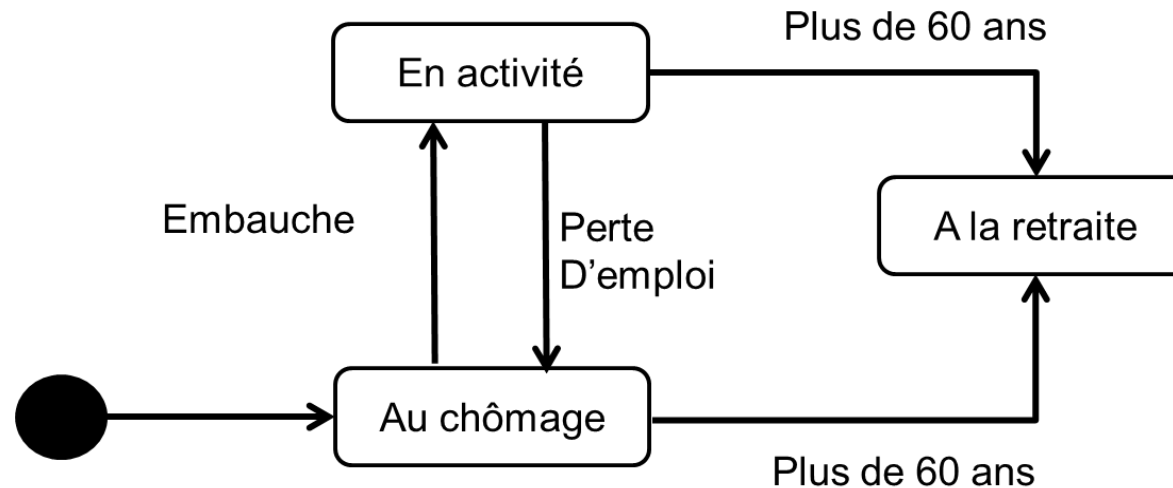 Plus de 60 ans
En activité
Embauche
Perte
D’emploi
A la retraite
Au chômage
Plus de 60 ans